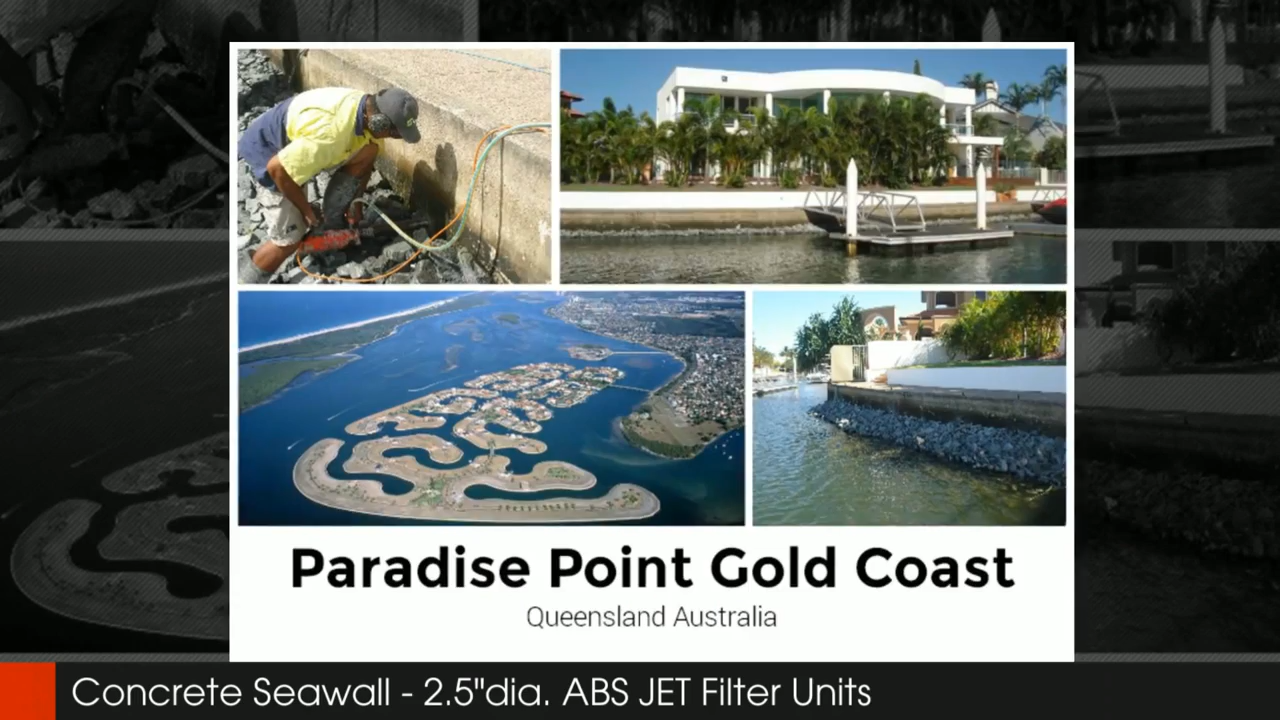 Paradise Point Gold Coast
Queensland Australia
Concrete Seawall - 2.5"dia. ABS JET Filter Units